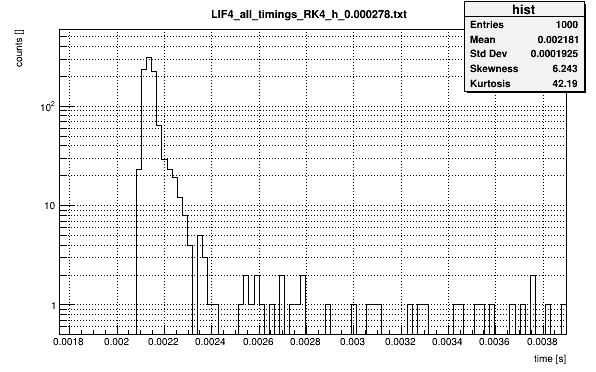 LIF4_all_timings_RK4_h_0.000278.txt
hist
Entries 1000
Mean 0.002181
Std Dev 0.0001925
Skewness 6.243
Kurtosis 42.19
counts []
10²
10
1
0.0018 0.002 0.0022 0.0024 0.0026 0.0028 0.003 0.0032 0.0034 0.0036 0.0038
time [s]